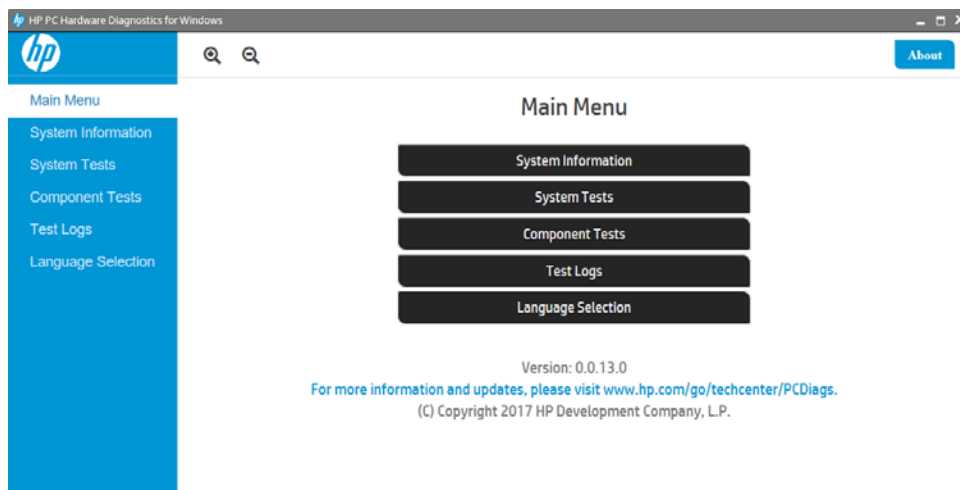 HP PC Hardware Diagnostics for Windows
hp
About
Main Menu
System Information
System Tests
Component Tests
Test Logs
Language Selection
Main Menu
System Information
System Tests
Component Tests
Test Logs
Language Selection
Version: 0.0.13.0
For more information and updates, please visit www.hp.com/go/techcenter/PCDiags.
(C) Copyright 2017 HP Development Company, L.P.